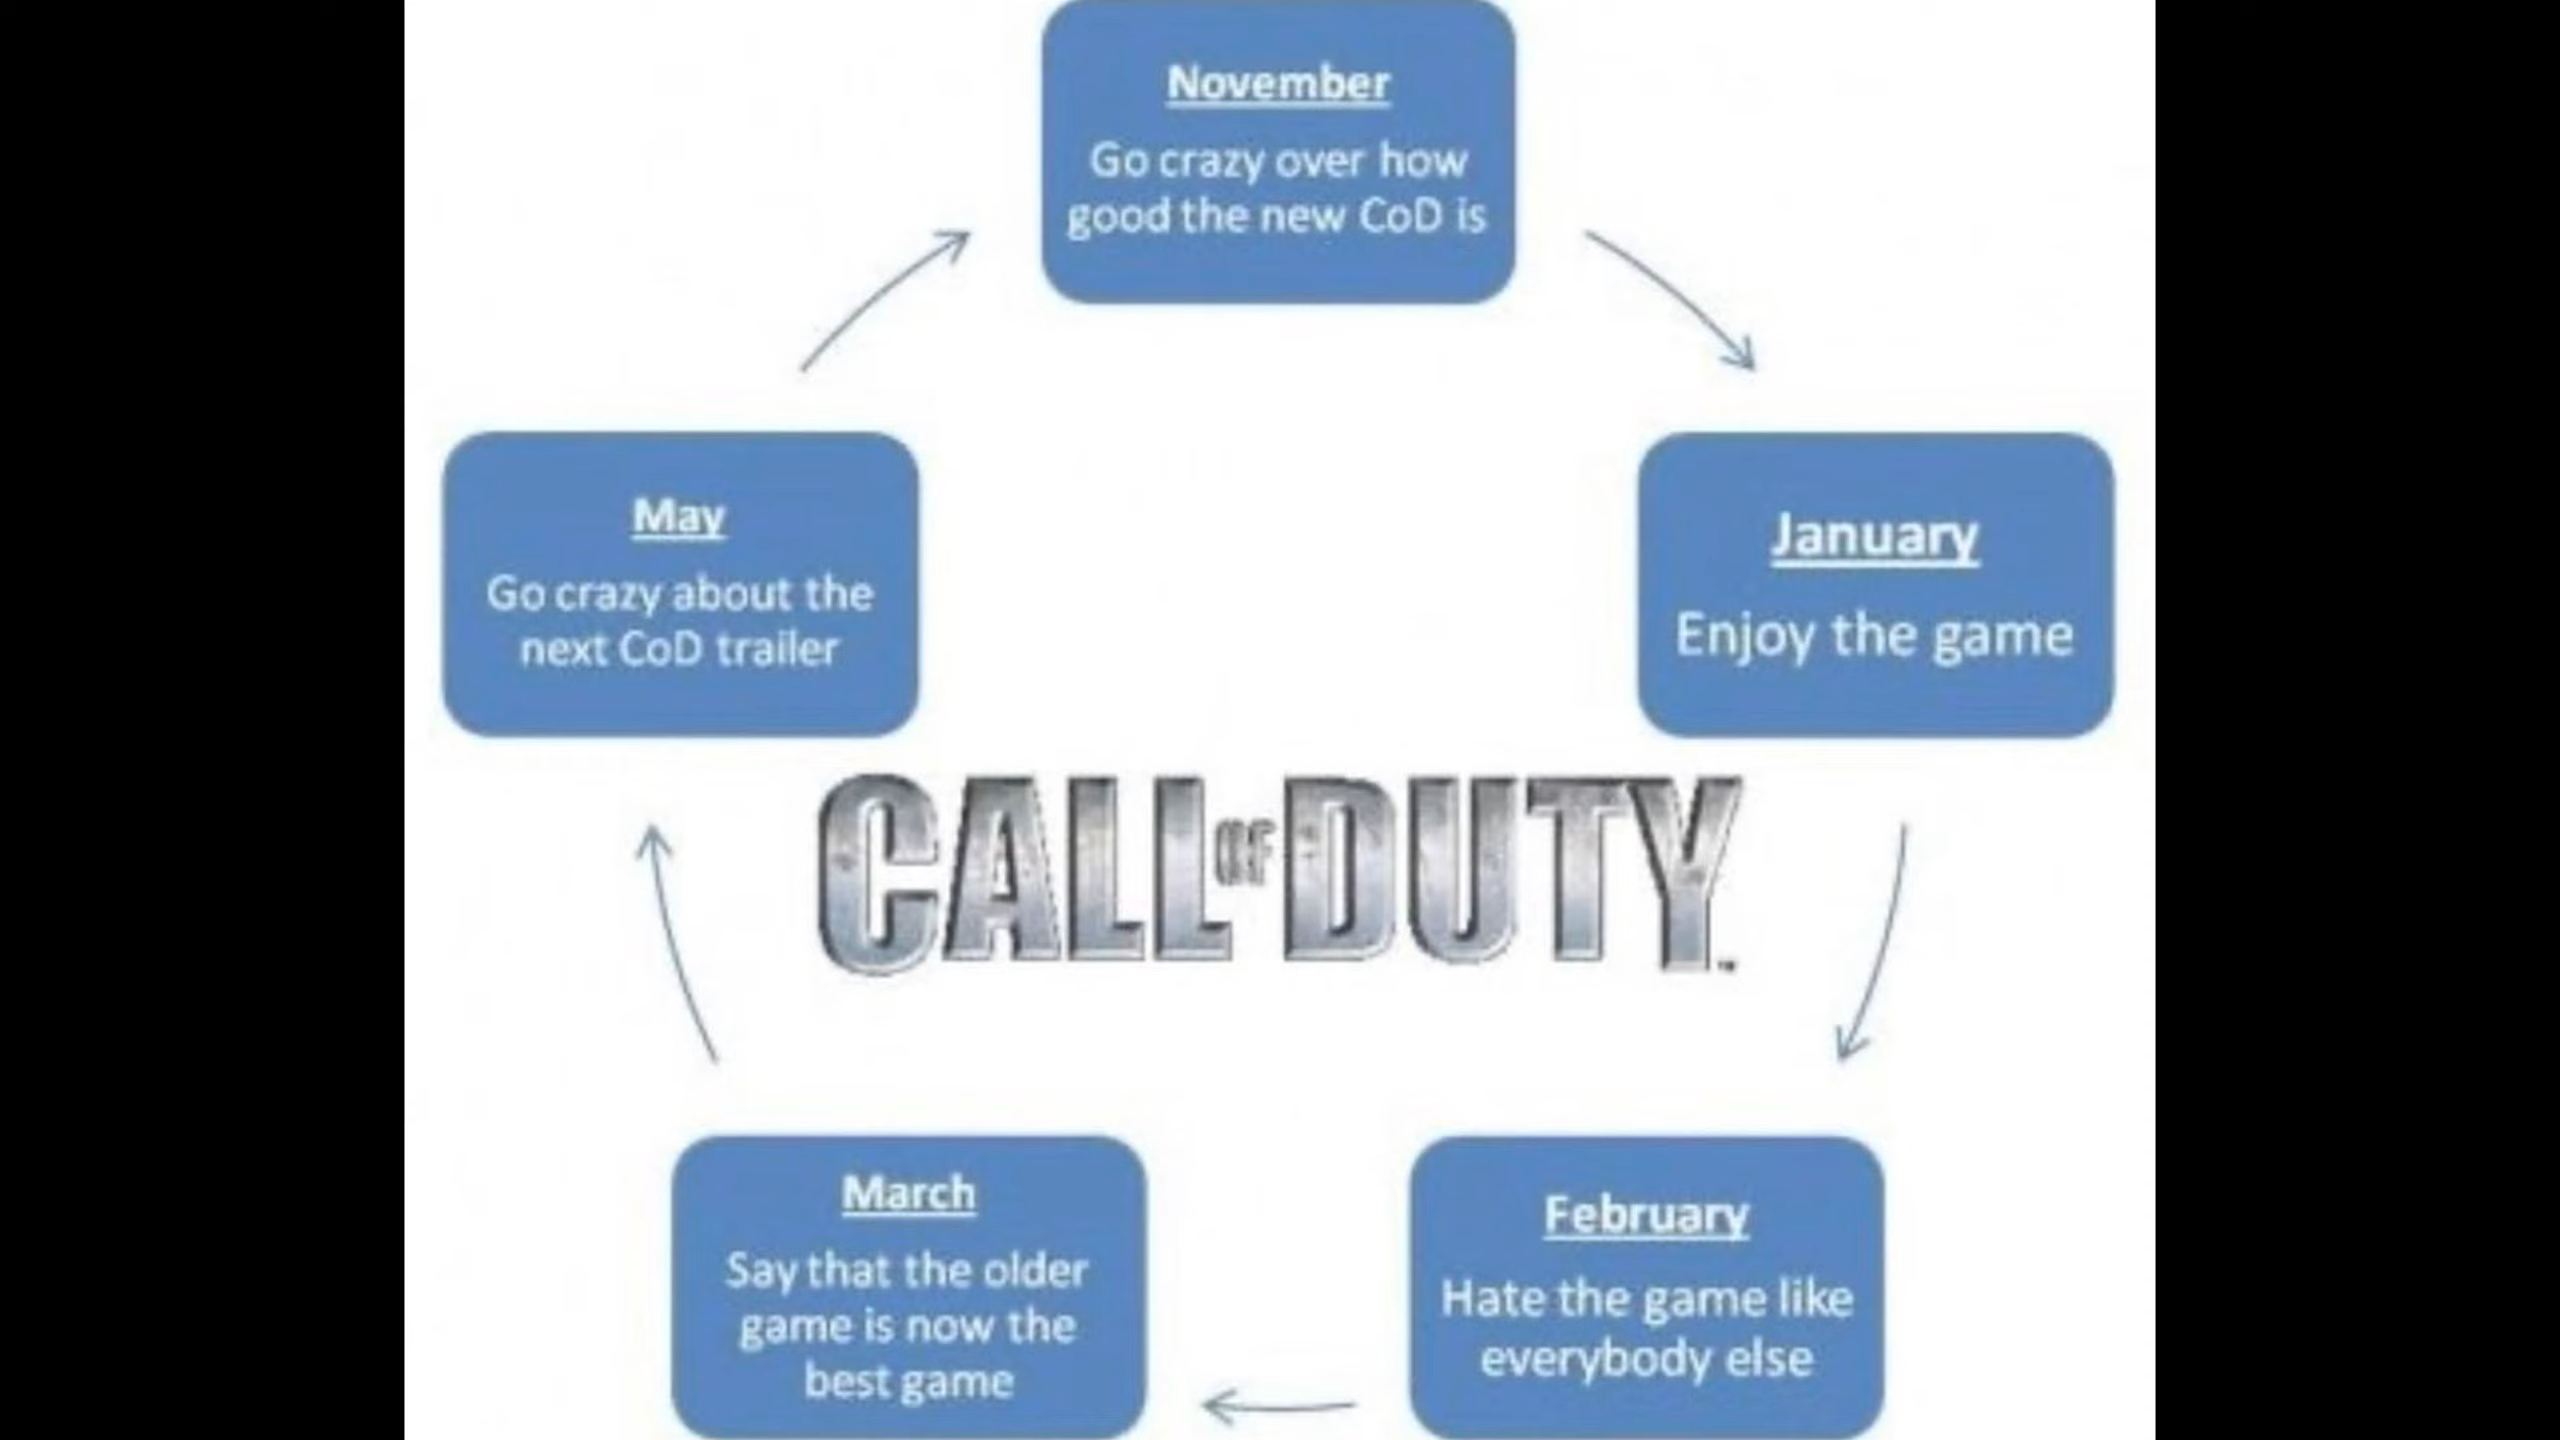 November
Go crazy over how
good the new CoD is
January
Enjoy the game
February
Hate the game like
everybody else
March
Say that the older
game is now the
best game
May
Go crazy about the
next CoD trailer
CALL OF DUTY™